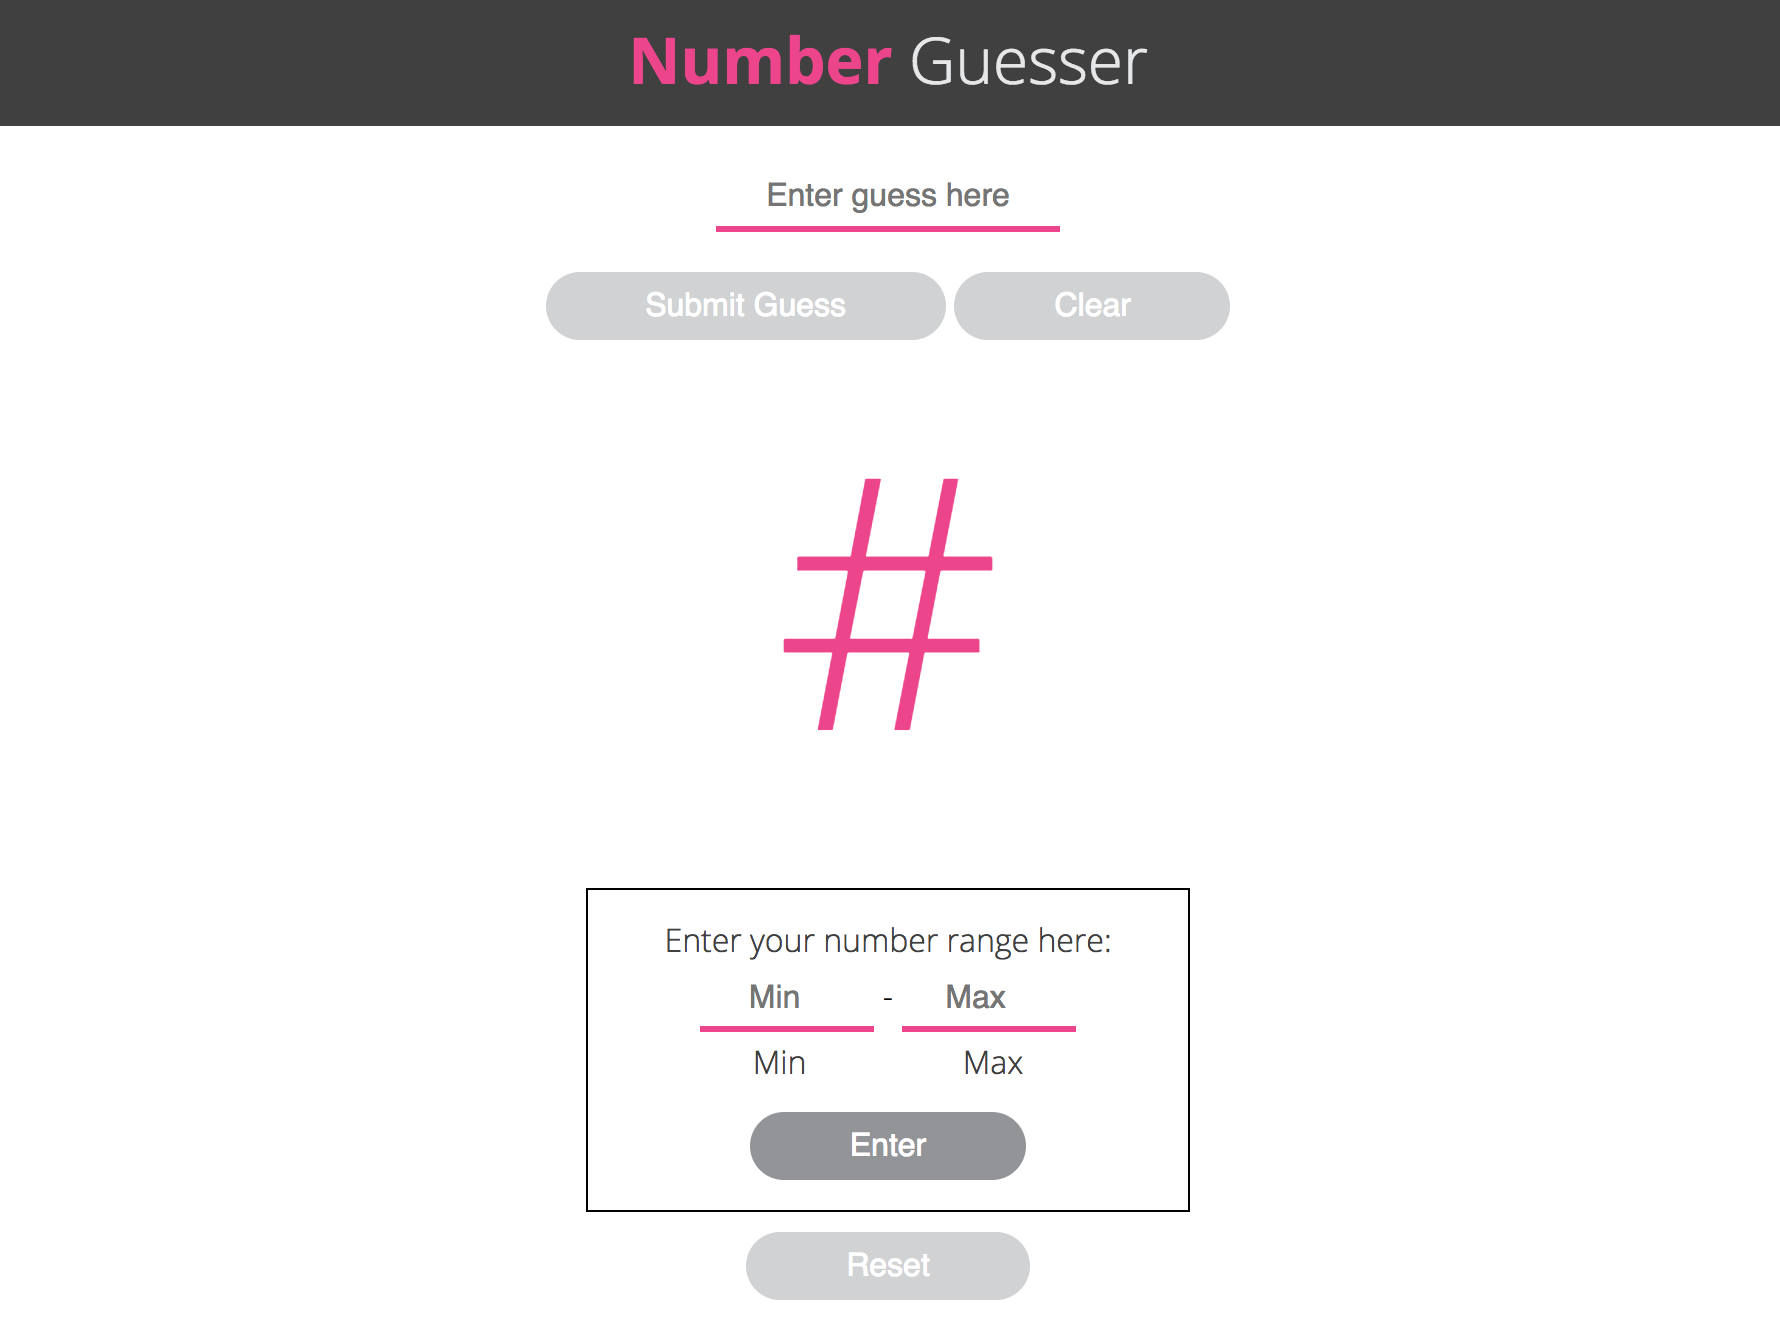 Number Guesser
Enter guess here
Submit Guess Clear
#
Enter your number range here:
Min - Max
Min Max
Enter
Reset